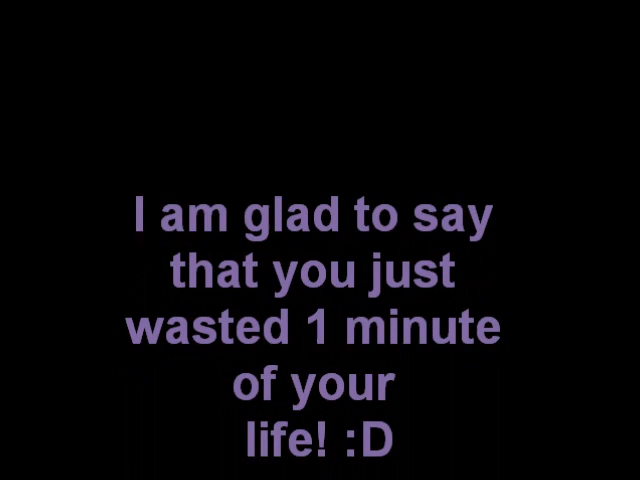 I am glad to say
that you just
wasted 1 minute
of your
life! :D